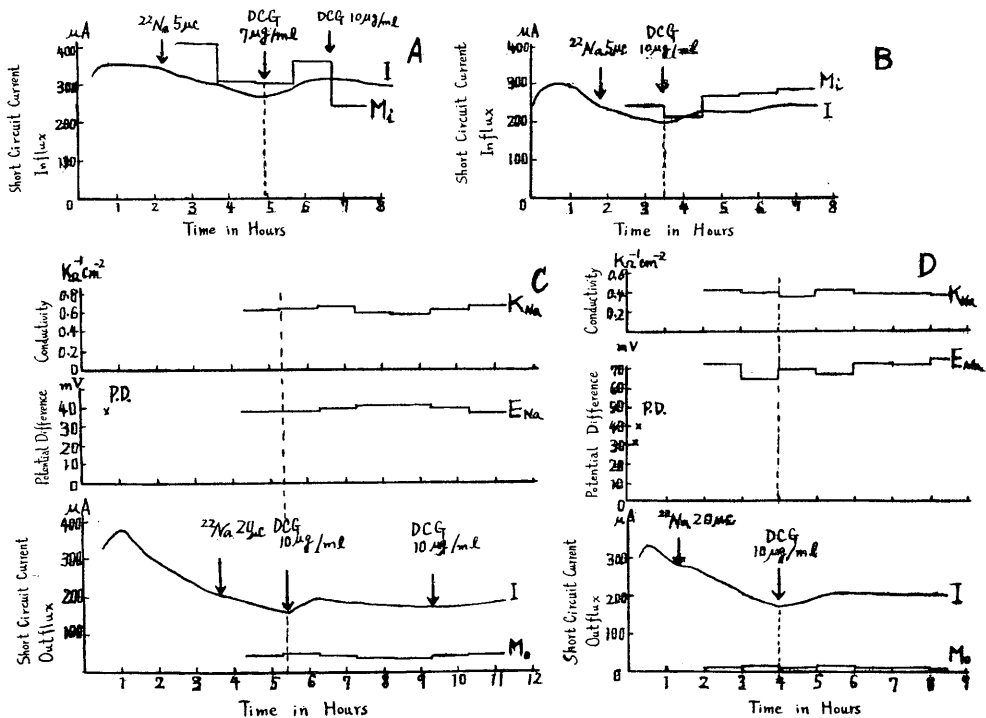 A
μA
400
300
200
100
0
Short Circuit Current
Influx
²²Na 5μc
DCG
7μg/ml
DCG 10μg/ml
I
Mi
1 2 3 4 5 6 7 8
Time in Hours
B
μA
400
300
200
100
0
Short Circuit Current
Influx
²²Na 5μc
DCG
10μg/ml
Mi
I
1 2 3 4 5 6 7 8
Time in Hours
C
KΩ⁻¹cm⁻²
0.8
0.6
0.4
0.2
0
Conductivity
KNa
mV
50
40
30
20
10
0
Potential Difference
P.D.
ENa
μA
400
300
200
100
Short Circuit Current
Outflux
²²Na 20μc
DCG
10μg/ml
DCG
10μg/ml
I
Mo
1 2 3 4 5 6 7 8 9 10 11 12
Time in Hours
D
KΩ⁻¹cm⁻²
0.6
0.4
0.2
Conductivity
KNa
mV
70
60
50
40
30
20
10
0
Potential Difference
P.D.
ENa
μA
300
200
100
0
Short Circuit Current
Outflux
²²Na 20μc
DCG
10μg/ml
I
Mo
1 2 3 4 5 6 7 8 9
Time in Hours